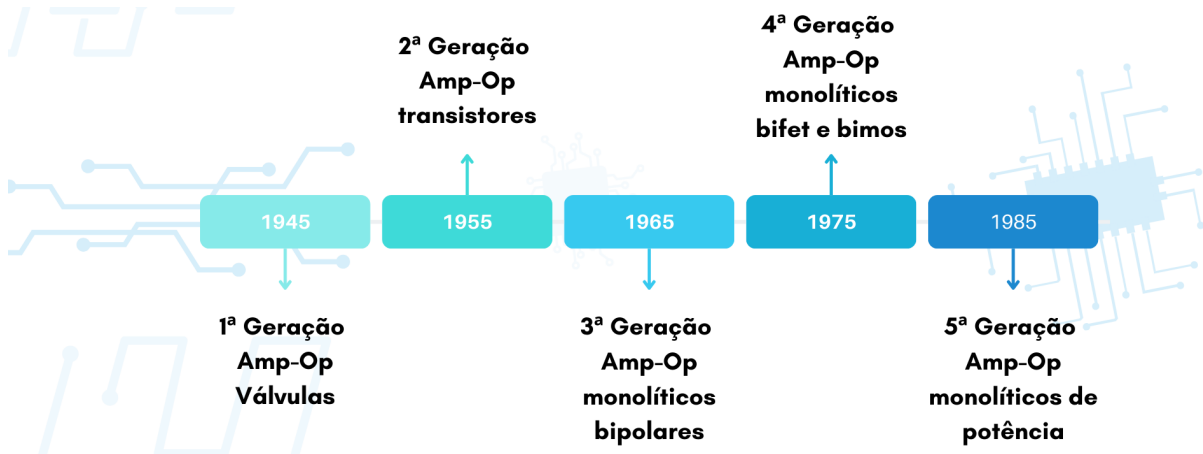 1945
1ª Geração
Amp-Op
Válvulas
2ª Geração
Amp-Op
transistores
1955
1965
3ª Geração
Amp-Op
monolíticos
bipolares
4ª Geração
Amp-Op
monolíticos
bifet e bimos
1975
1985
5ª Geração
Amp-Op
monolíticos de
potência